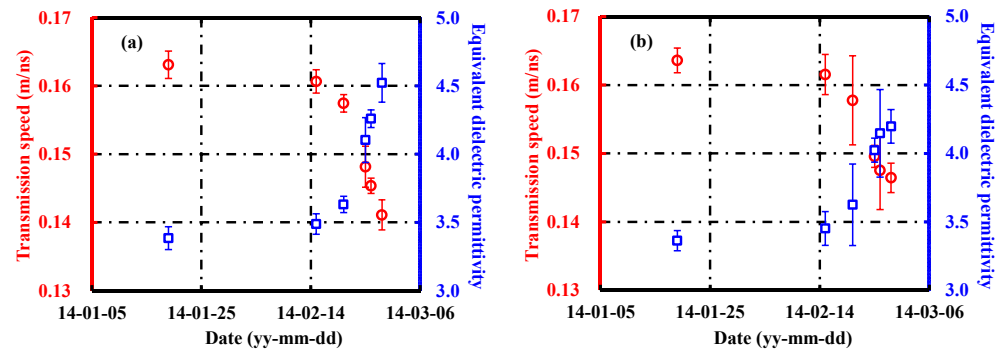 (a)
Transmission speed (m/ns)
0.17
0.16
0.15
0.14
0.13
5.0
4.5
4.0
3.5
3.0
Equivalent dielectric permittivity
14-01-05 14-01-25 14-02-14 14-03-06
Date (yy-mm-dd)
(b)
Transmission speed (m/ns)
0.17
0.16
0.15
0.14
0.13
5.0
4.5
4.0
3.5
3.0
Equivalent dielectric permittivity
14-01-05 14-01-25 14-02-14 14-03-06
Date (yy-mm-dd)